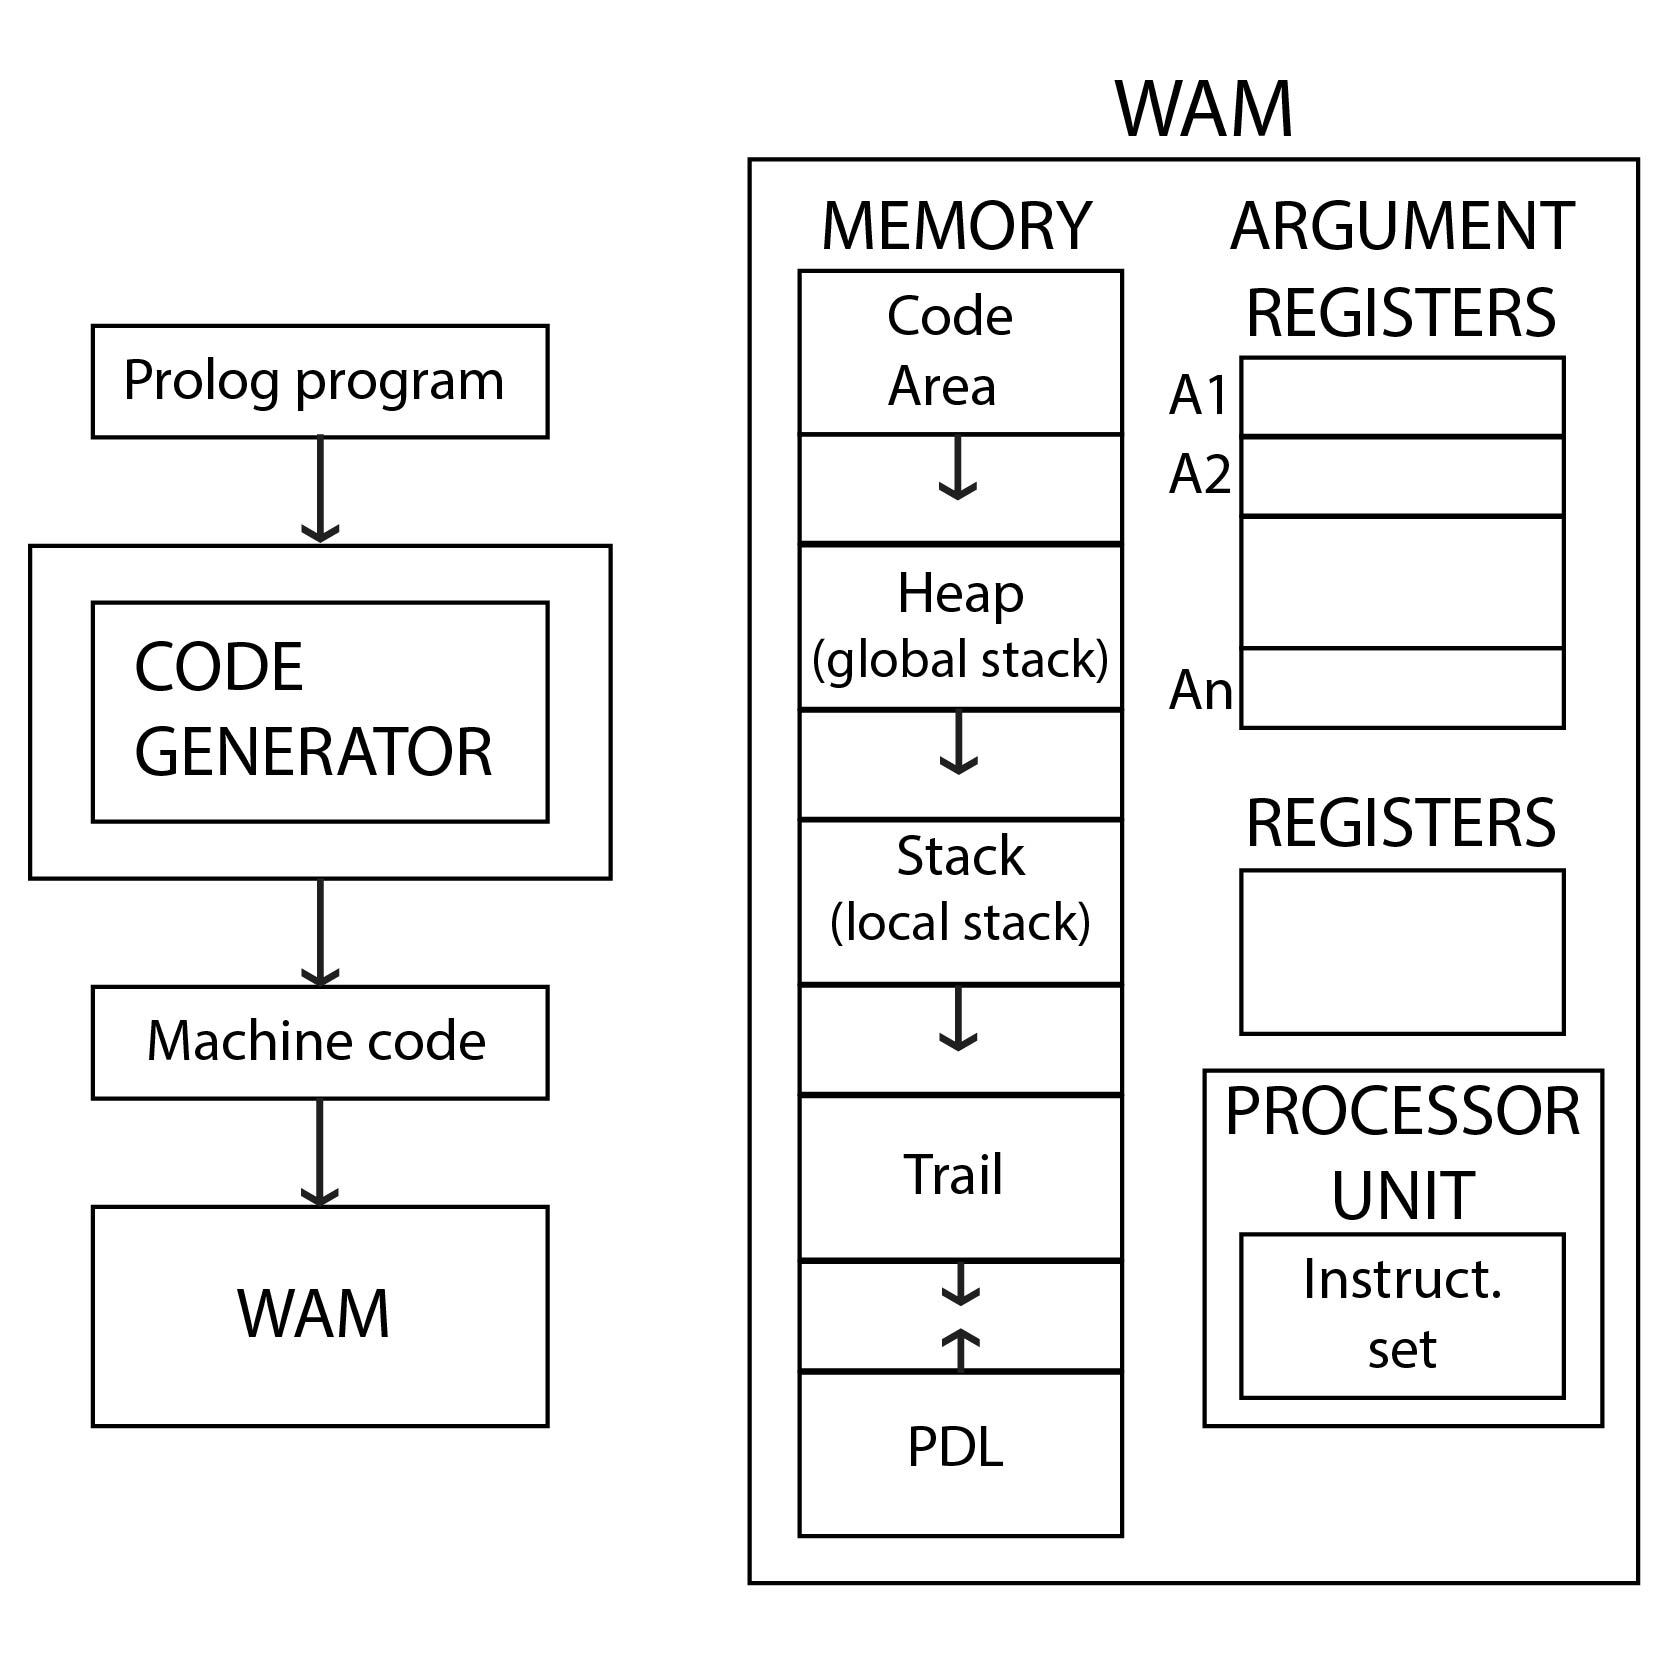 Prolog program
CODE
GENERATOR
Machine code
WAM
WAM
MEMORY
Code
Area
Heap
(global stack)
Stack
(local stack)
Trail
PDL
ARGUMENT
REGISTERS
A1
A2
An
REGISTERS
PROCESSOR
UNIT
Instruct.
set